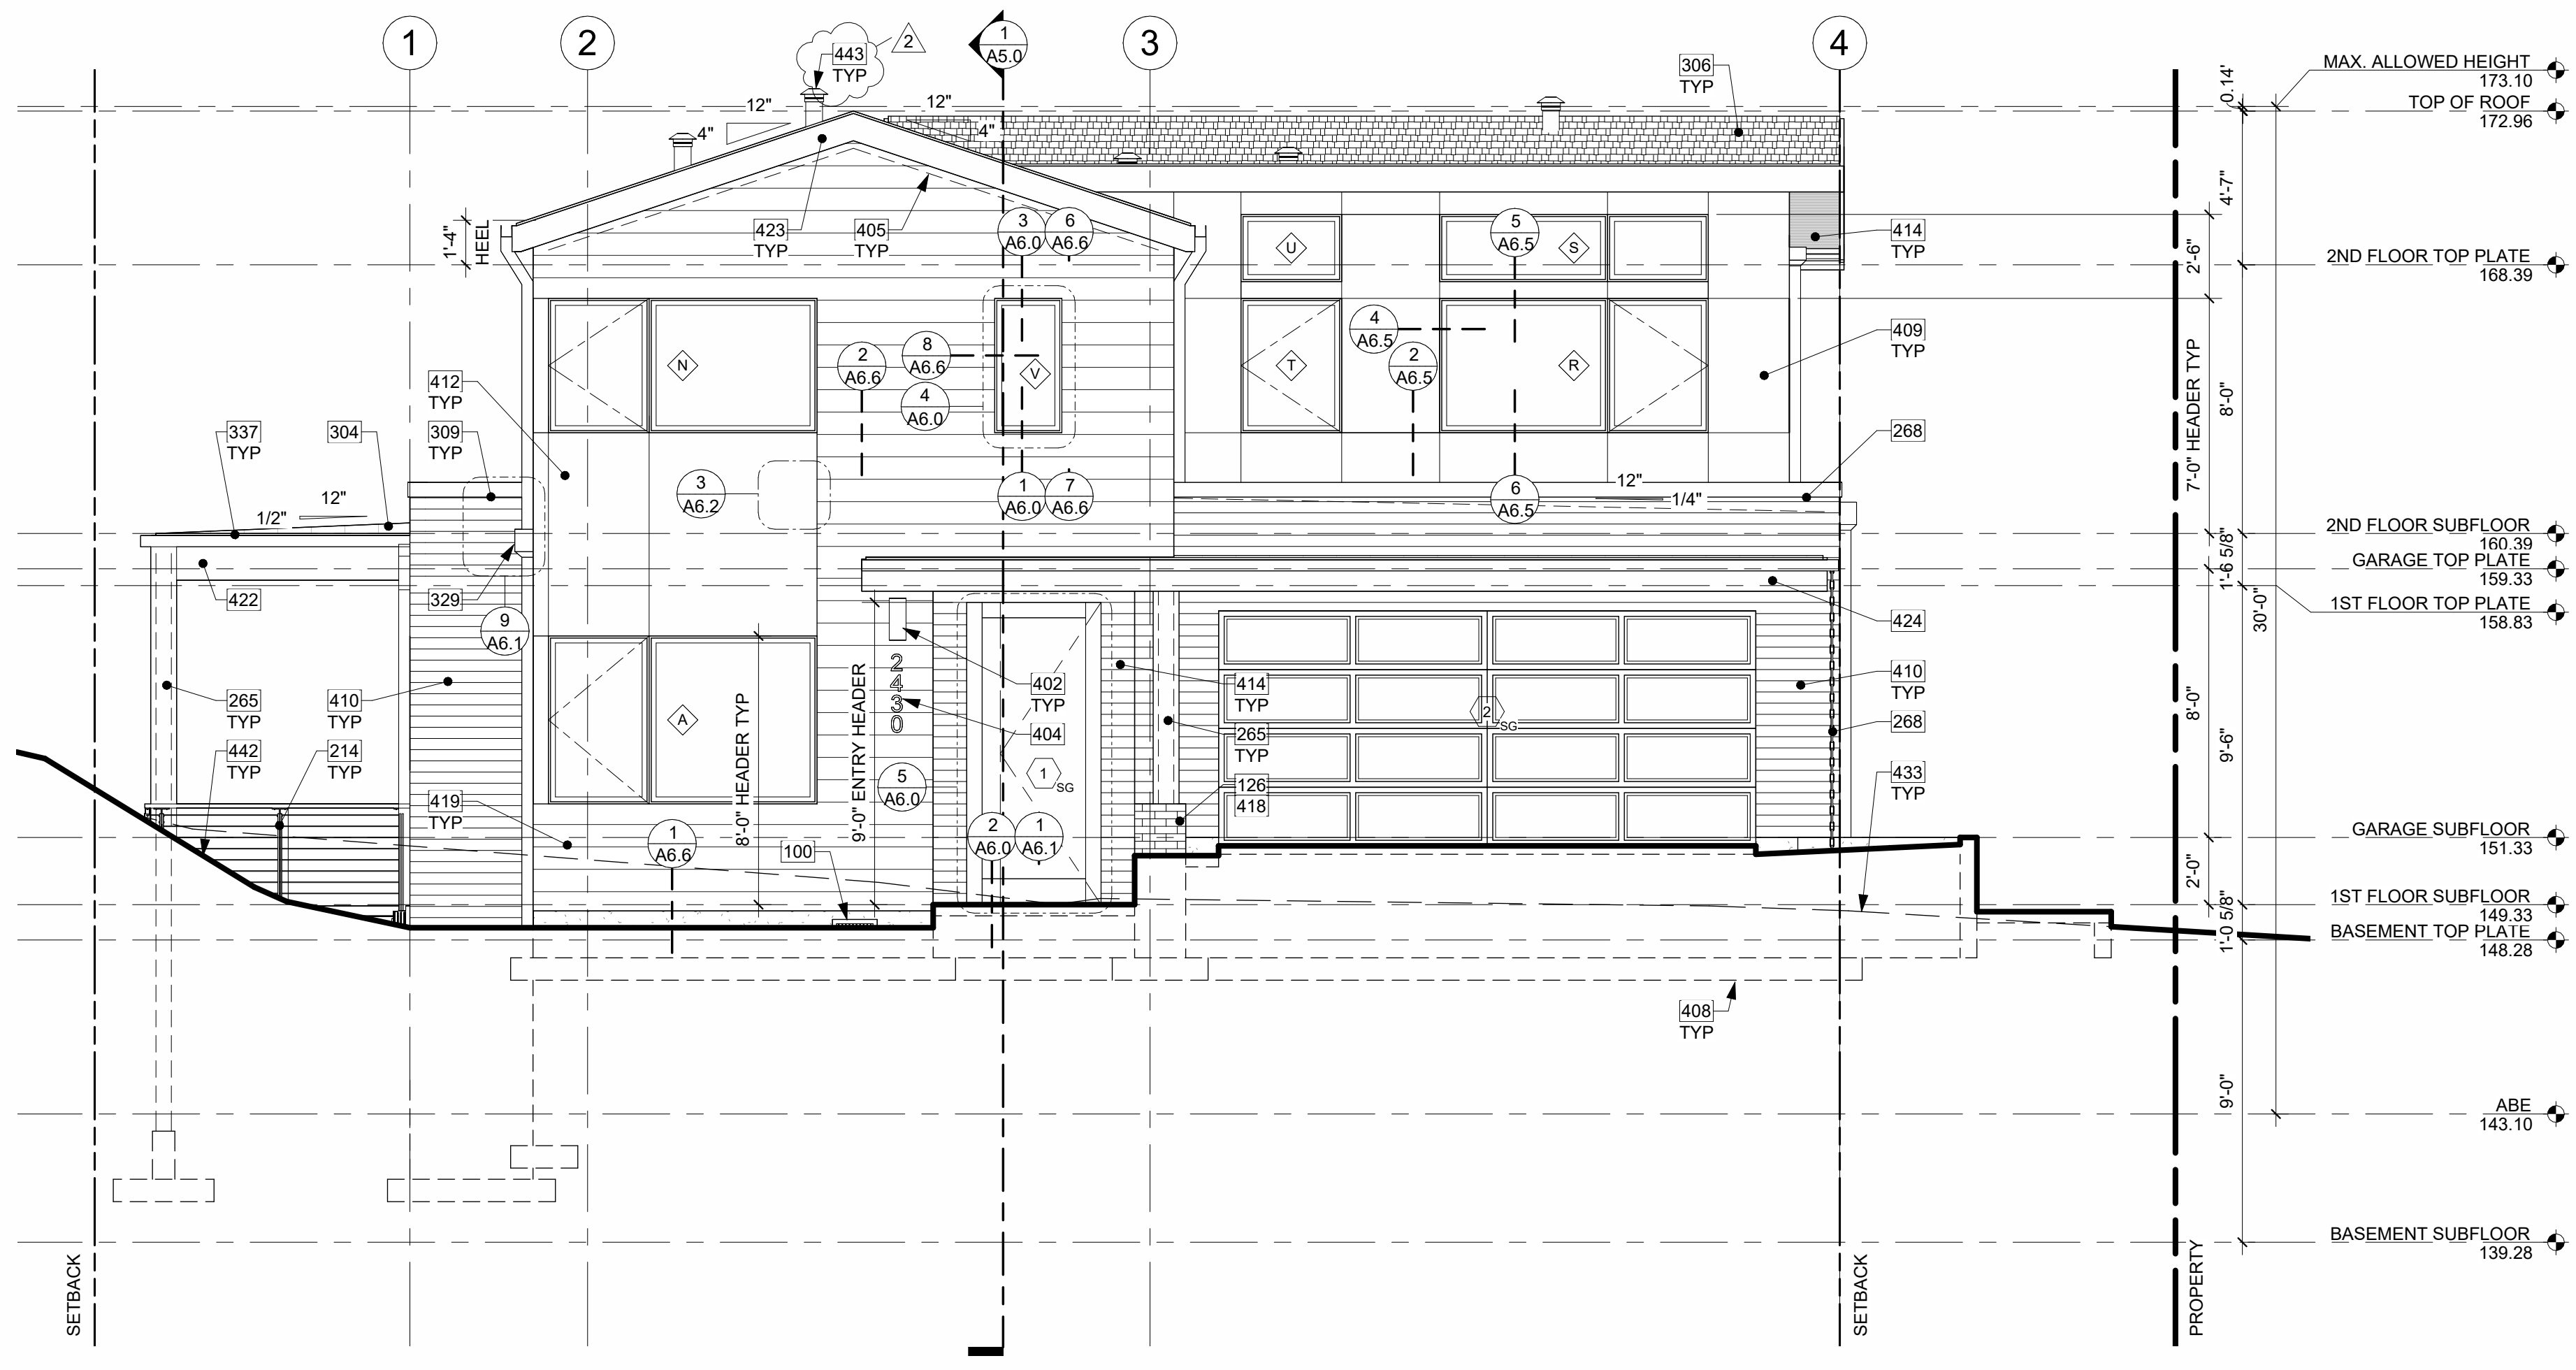 1
2
3
4
443
TYP
2
1
A5.0
306
TYP
MAX. ALLOWED HEIGHT
173.10
0.14'
TOP OF ROOF
172.96
12"
4"
12"
4"
4'-7"
1'-4"
HEEL
423
TYP
405
TYP
3
A6.0
6
A6.6
U
5
A6.5
S
414
TYP
2'-6"
2ND FLOOR TOP PLATE
168.39
412
TYP
N
2
A6.6
8
A6.6
4
A6.0
V
4
A6.5
T
2
A6.5
R
409
TYP
7'-0" HEADER TYP
8'-0"
337
TYP
304
309
TYP
268
12"
1/2"
3
A6.2
1
A6.0
7
A6.6
6
A6.5
12"
1/4"
2ND FLOOR SUBFLOOR
160.39
1'-6 5/8"
GARAGE TOP PLATE
159.33
1ST FLOOR TOP PLATE
158.83
30'-0"
422
329
9
A6.1
424
265
TYP
410
TYP
A
8'-0" HEADER TYP
9'-0" ENTRY HEADER
2
4
3
0
402
TYP
404
414
TYP
265
TYP
2
SG
410
TYP
268
8'-0"
9'-6"
442
TYP
214
TYP
419
TYP
1
A6.6
100
5
A6.0
1
SG
126
418
433
TYP
2
A6.0
1
A6.1
GARAGE SUBFLOOR
151.33
2'-0"
1ST FLOOR SUBFLOOR
149.33
1'-0 5/8"
BASEMENT TOP PLATE
148.28
408
TYP
9'-0"
ABE
143.10
BASEMENT SUBFLOOR
139.28
SETBACK
SETBACK
PROPERTY